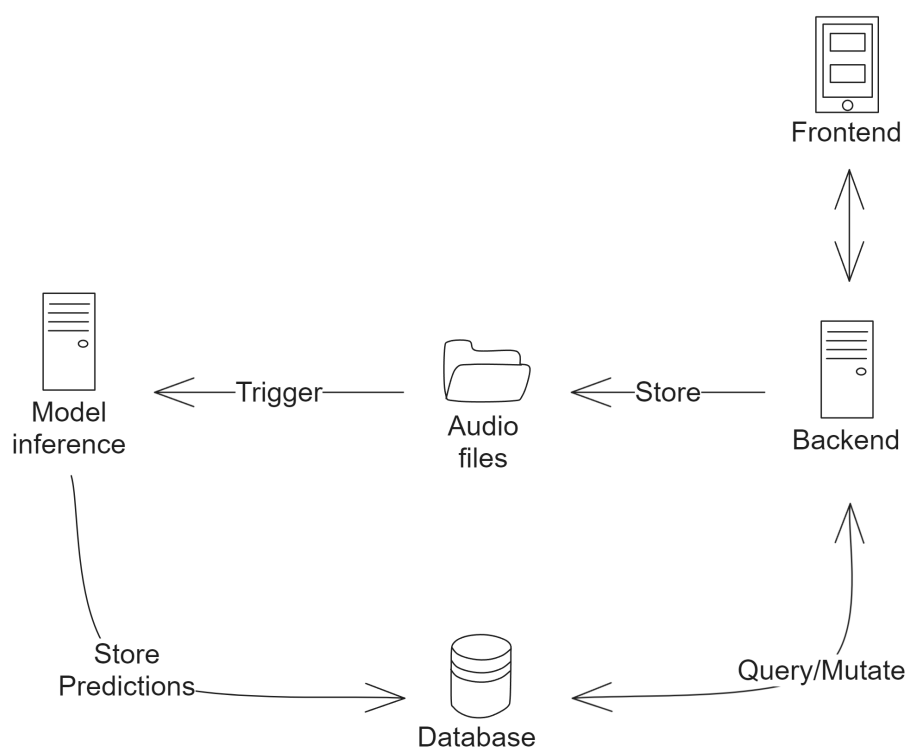 Frontend
Trigger
Store
Model
inference
Audio
files
Backend
Store
Predictions
Query/Mutate
Database